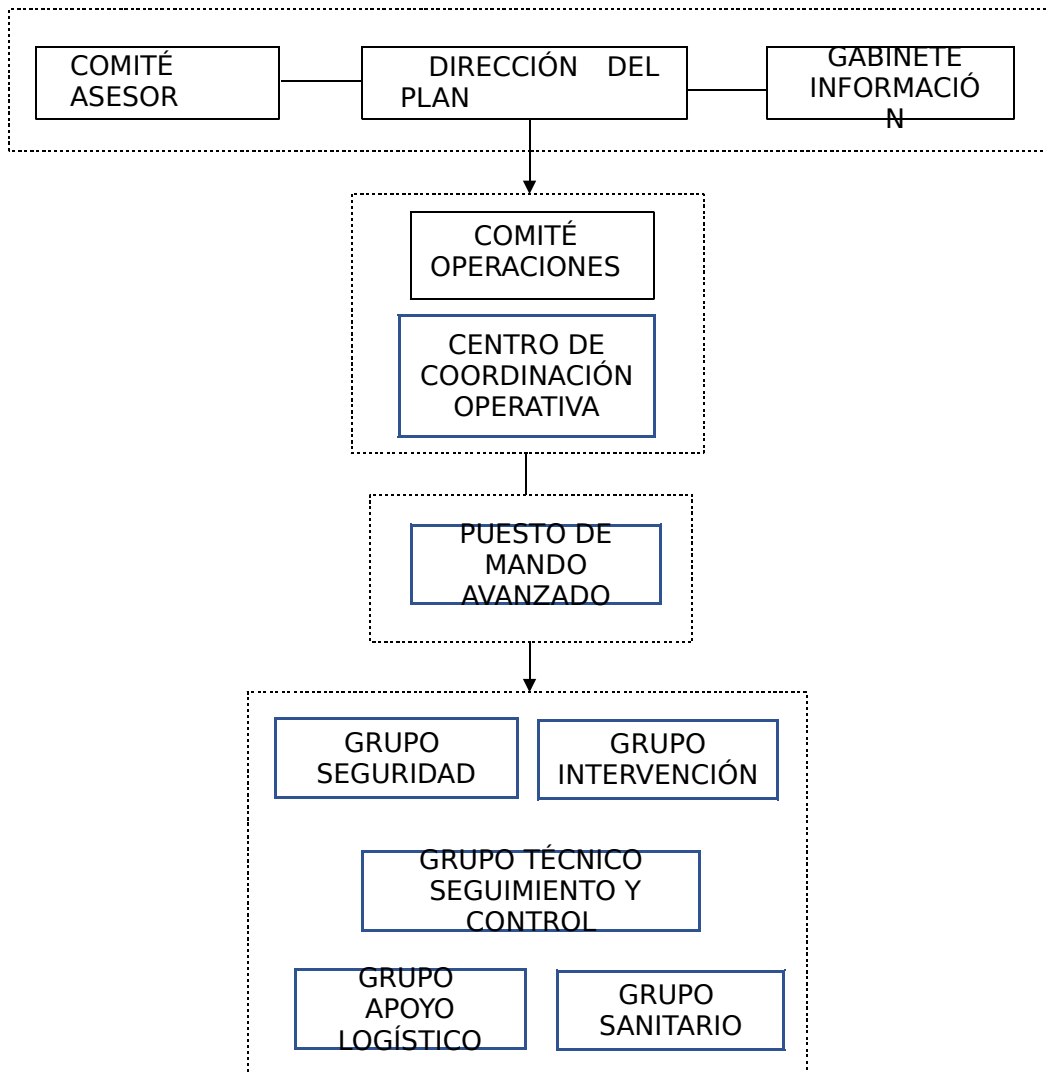 COMITÉ
ASESOR
DIRECCIÓN DEL
PLAN
GABINETE
INFORMACIÓ
N
COMITÉ
OPERACIONES
CENTRO DE
COORDINACIÓN
OPERATIVA
PUESTO DE
MANDO
AVANZADO
GRUPO
SEGURIDAD
GRUPO
INTERVENCIÓN
GRUPO TÉCNICO
SEGUIMIENTO Y
CONTROL
GRUPO
APOYO
LOGÍSTICO
GRUPO
SANITARIO